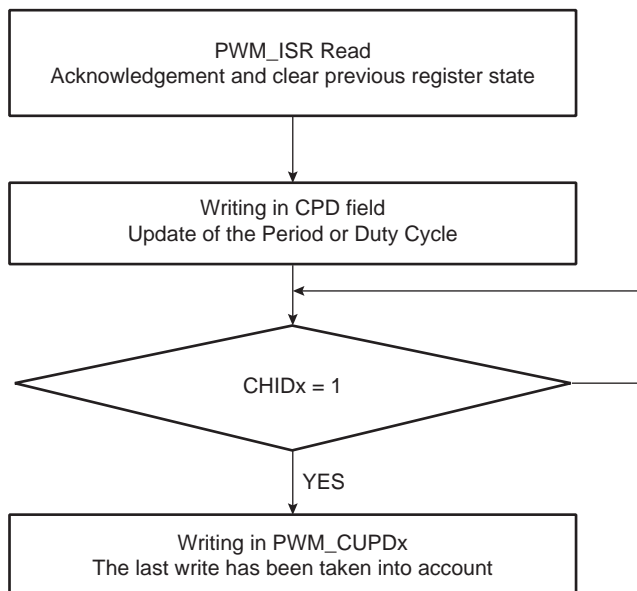 PWM_ISR Read
Acknowledgement and clear previous register state
Writing in CPD field
Update of the Period or Duty Cycle
CHIDx = 1
YES
Writing in PWM_CUPDx
The last write has been taken into account